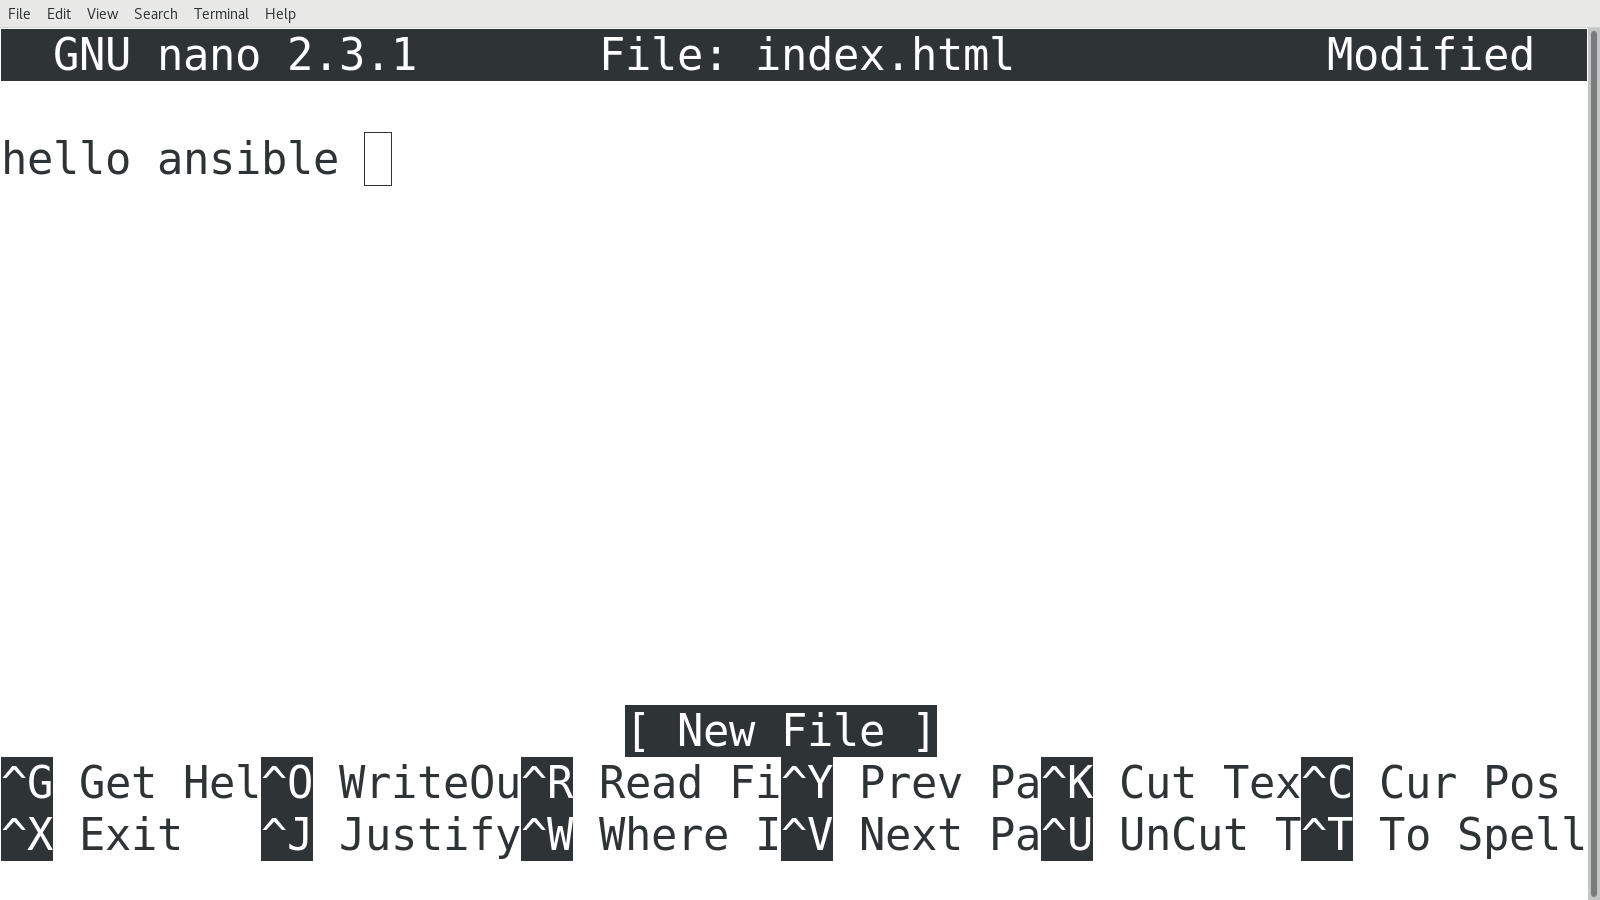 File Edit View Search Terminal Help
GNU nano 2.3.1 File: index.html Modified
hello ansible
[ New File ]
^G Get Hel^O WriteOu^R Read Fi^Y Prev Pa^K Cut Tex^C Cur Pos
^X Exit ^J Justify^W Where I^V Next Pa^U UnCut T^T To Spell